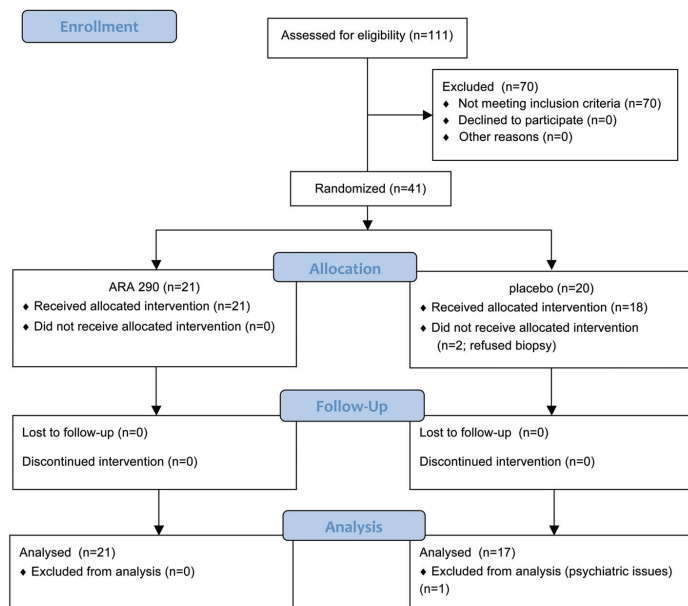 Enrollment
Assessed for eligibility (n=111)
Excluded (n=70)
♦ Not meeting inclusion criteria (n=70)
♦ Declined to participate (n=0)
♦ Other reasons (n=0)
Randomized (n=41)
Allocation
ARA 290 (n=21)
♦ Received allocated intervention (n=21)
♦ Did not receive allocated intervention (n=0)
placebo (n=20)
♦ Received allocated intervention (n=18)
♦ Did not receive allocated intervention
(n=2; refused biopsy)
Follow-Up
Lost to follow-up (n=0)
Discontinued intervention (n=0)
Lost to follow-up (n=0)
Discontinued intervention (n=0)
Analysis
Analysed (n=21)
♦ Excluded from analysis (n=0)
Analysed (n=17)
♦ Excluded from analysis (psychiatric issues)
(n=1)